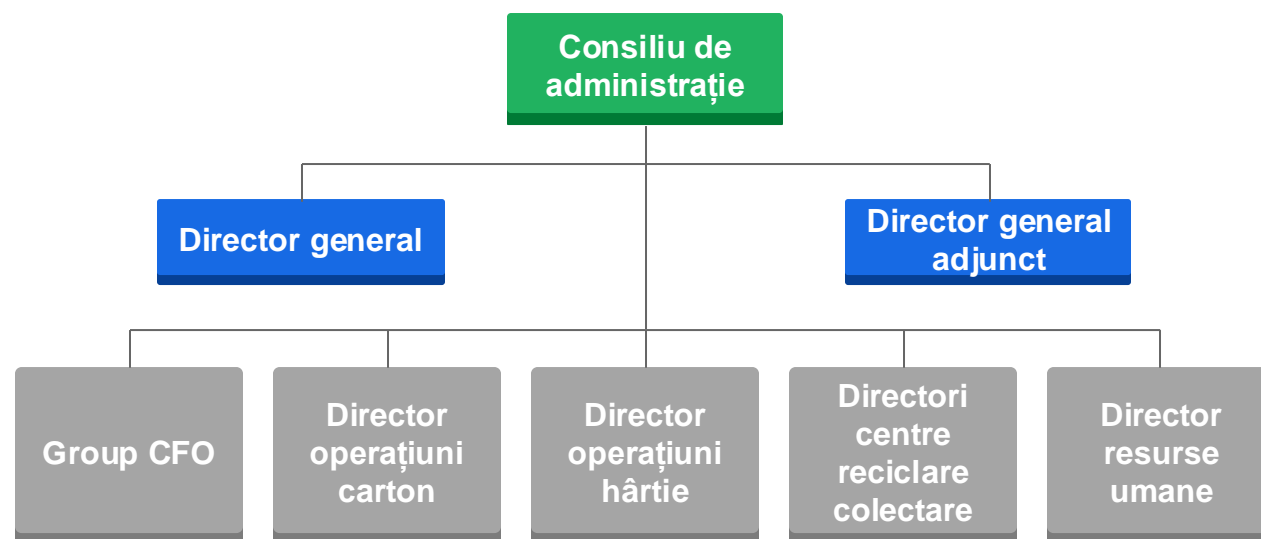 Consiliu de
administrație
Director general
Director general
adjunct
Group CFO
Director
operațiuni
carton
Director
operațiuni
hârtie
Directori
centre
reciclare
colectare
Director
resurse
umane